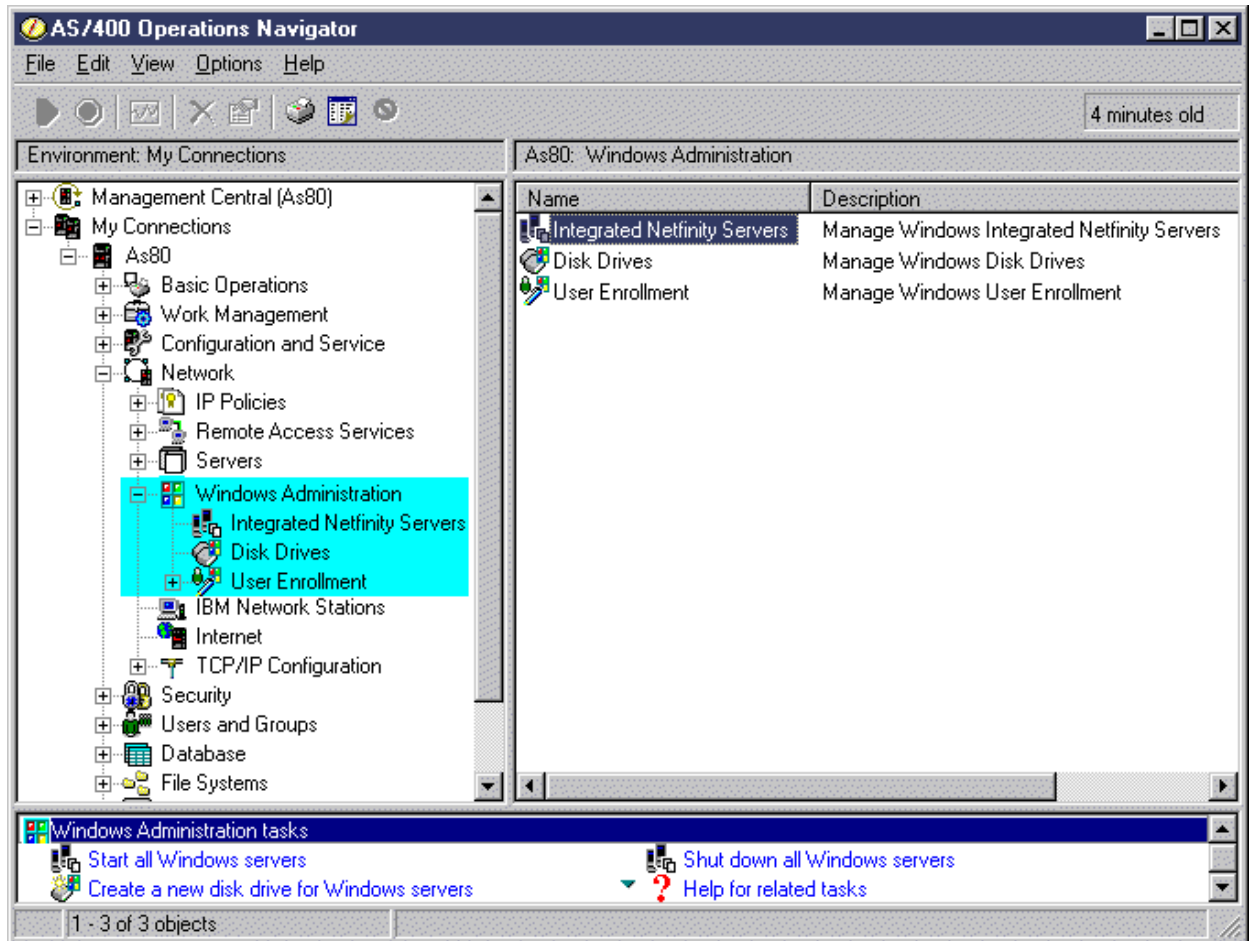 AS/400 Operations Navigator
File Edit View Options Help
4 minutes old
Environment: My Connections
As80: Windows Administration
Management Central (As80)
My Connections
As80
Basic Operations
Work Management
Configuration and Service
Network
IP Policies
Remote Access Services
Servers
Windows Administration
Integrated Netfinity Servers
Disk Drives
User Enrollment
IBM Network Stations
Internet
TCP/IP Configuration
Security
Users and Groups
Database
File Systems
Name Description
Integrated Netfinity Servers Manage Windows Integrated Netfinity Servers
Disk Drives Manage Windows Disk Drives
User Enrollment Manage Windows User Enrollment
Windows Administration tasks
Start all Windows servers Shut down all Windows servers
Create a new disk drive for Windows servers Help for related tasks
1 - 3 of 3 objects